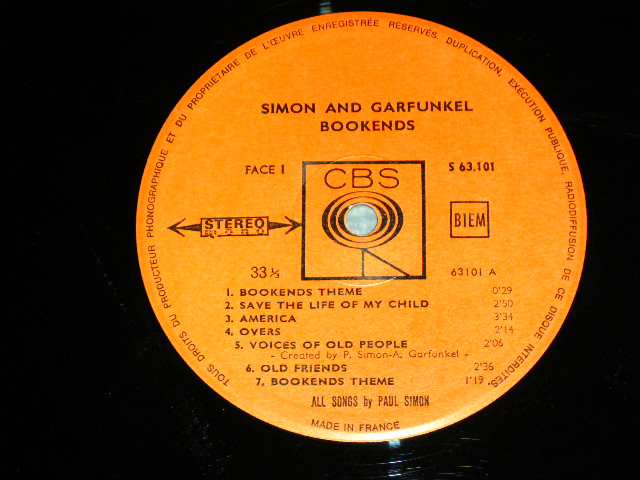 TOUS DROITS DU PRODUCTEUR PHONOGRAPHIQUE ET DU PROPRIÉTAIRE DE L'ŒUVRE ENREGISTRÉE RÉSERVÉS. DUPLICATION, EXÉCUTION PUBLIQUE, RADIODIFFUSION DE CE DISQUE INTERDITES.
SIMON AND GARFUNKEL
BOOKENDS
FACE 1
CBS
S 63.101
STEREO
BIEM
33 ⅓
63101 A
1. BOOKENDS THEME 0'29
2. SAVE THE LIFE OF MY CHILD 2'50
3. AMERICA 3'34
4. OVERS 2'14
5. VOICES OF OLD PEOPLE 2'06
- Created by P. Simon-A. Garfunkel -
6. OLD FRIENDS 2'36
7. BOOKENDS THEME 1'19
ALL SONGS by PAUL SIMON
MADE IN FRANCE